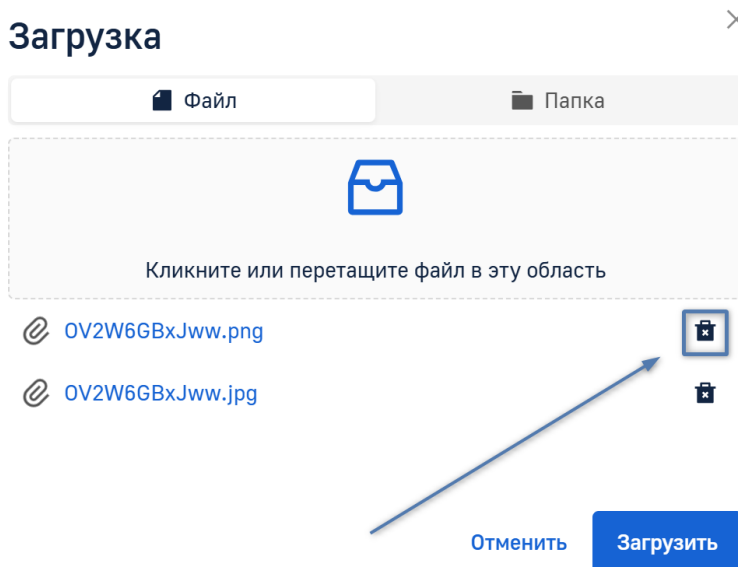 Загрузка
Файл
Папка
Кликните или перетащите файл в эту область
OV2W6GBxJww.png
OV2W6GBxJww.jpg
Отменить
Загрузить